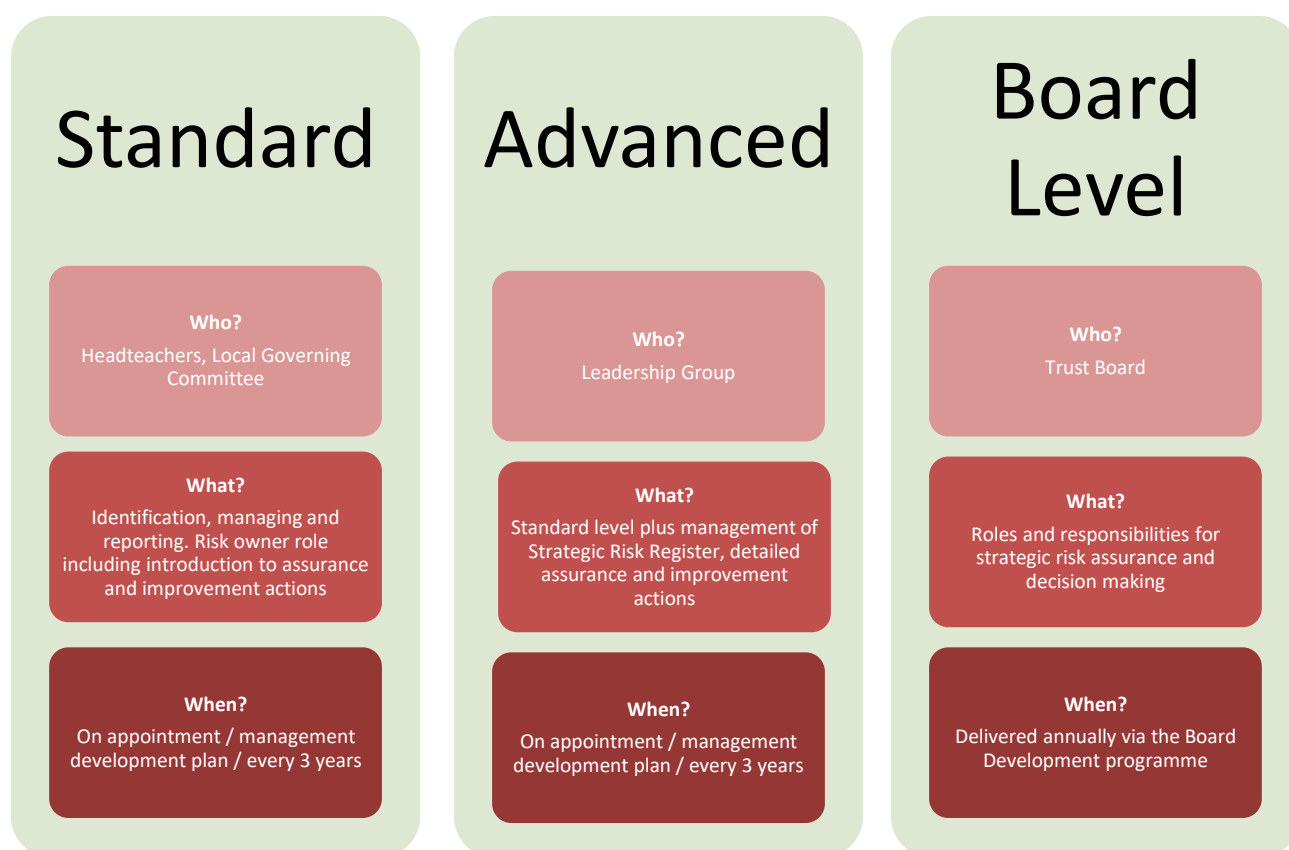 Standard
Who?
Headteachers, Local Governing
Committee
What?
Identification, managing and
reporting. Risk owner role
including introduction to assurance
and improvement actions
When?
On appointment / management
development plan / every 3 years
Advanced
Who?
Leadership Group
What?
Standard level plus management of
Strategic Risk Register, detailed
assurance and improvement
actions
When?
On appointment / management
development plan / every 3 years
Board
Level
Who?
Trust Board
What?
Roles and responsibilities for
strategic risk assurance and
decision making
When?
Delivered annually via the Board
Development programme